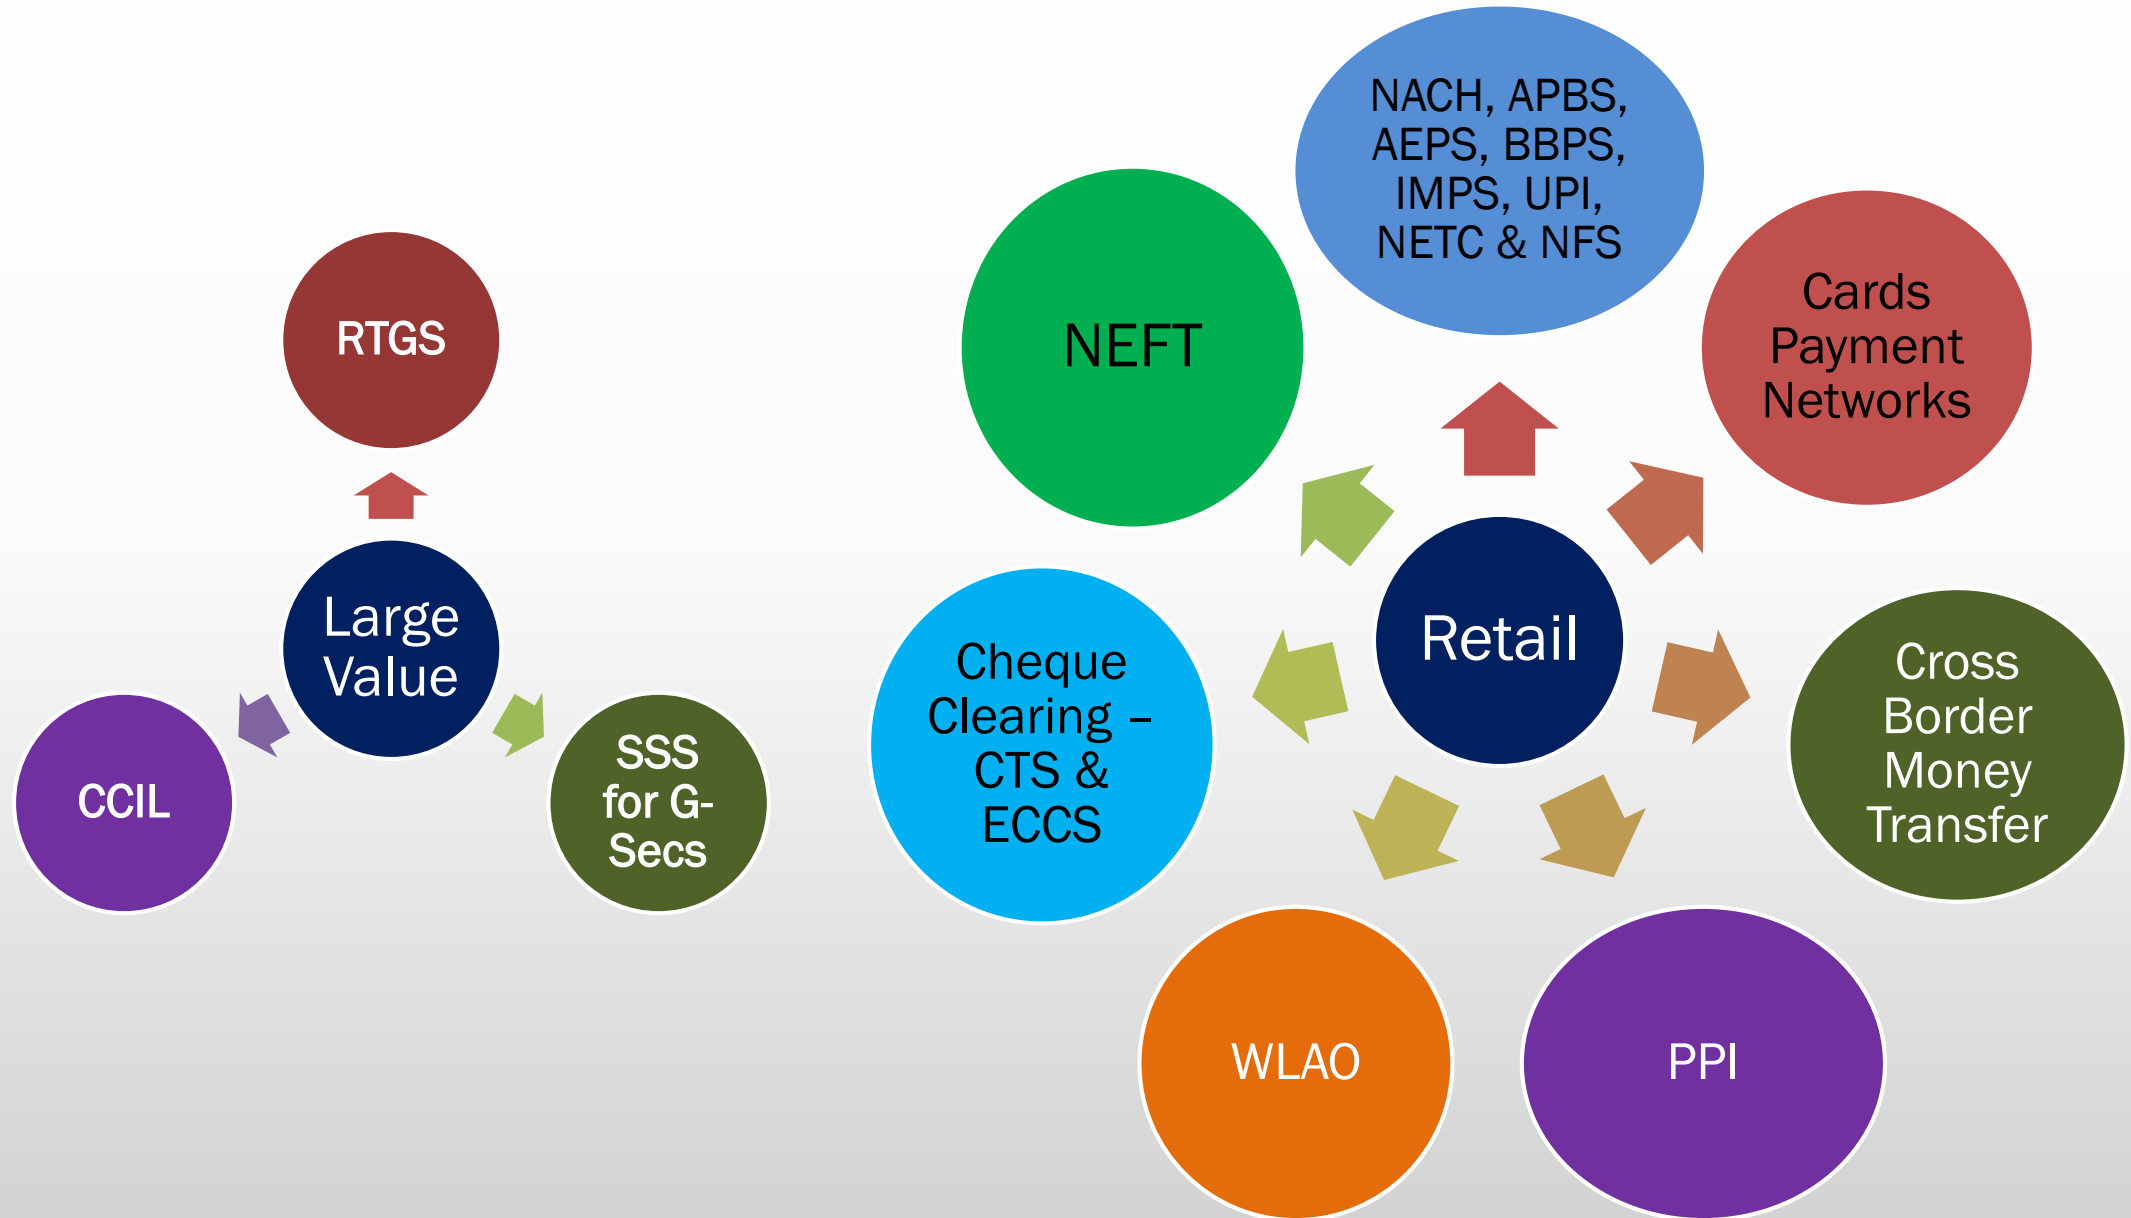 RTGS
Large
Value
CCIL
SSS
for G-
Secs
NACH, APBS,
AEPS, BBPS,
IMPS, UPI,
NETC & NFS
NEFT
Cards
Payment
Networks
Retail
Cheque
Clearing –
CTS &
ECCS
Cross
Border
Money
Transfer
WLAO
PPI